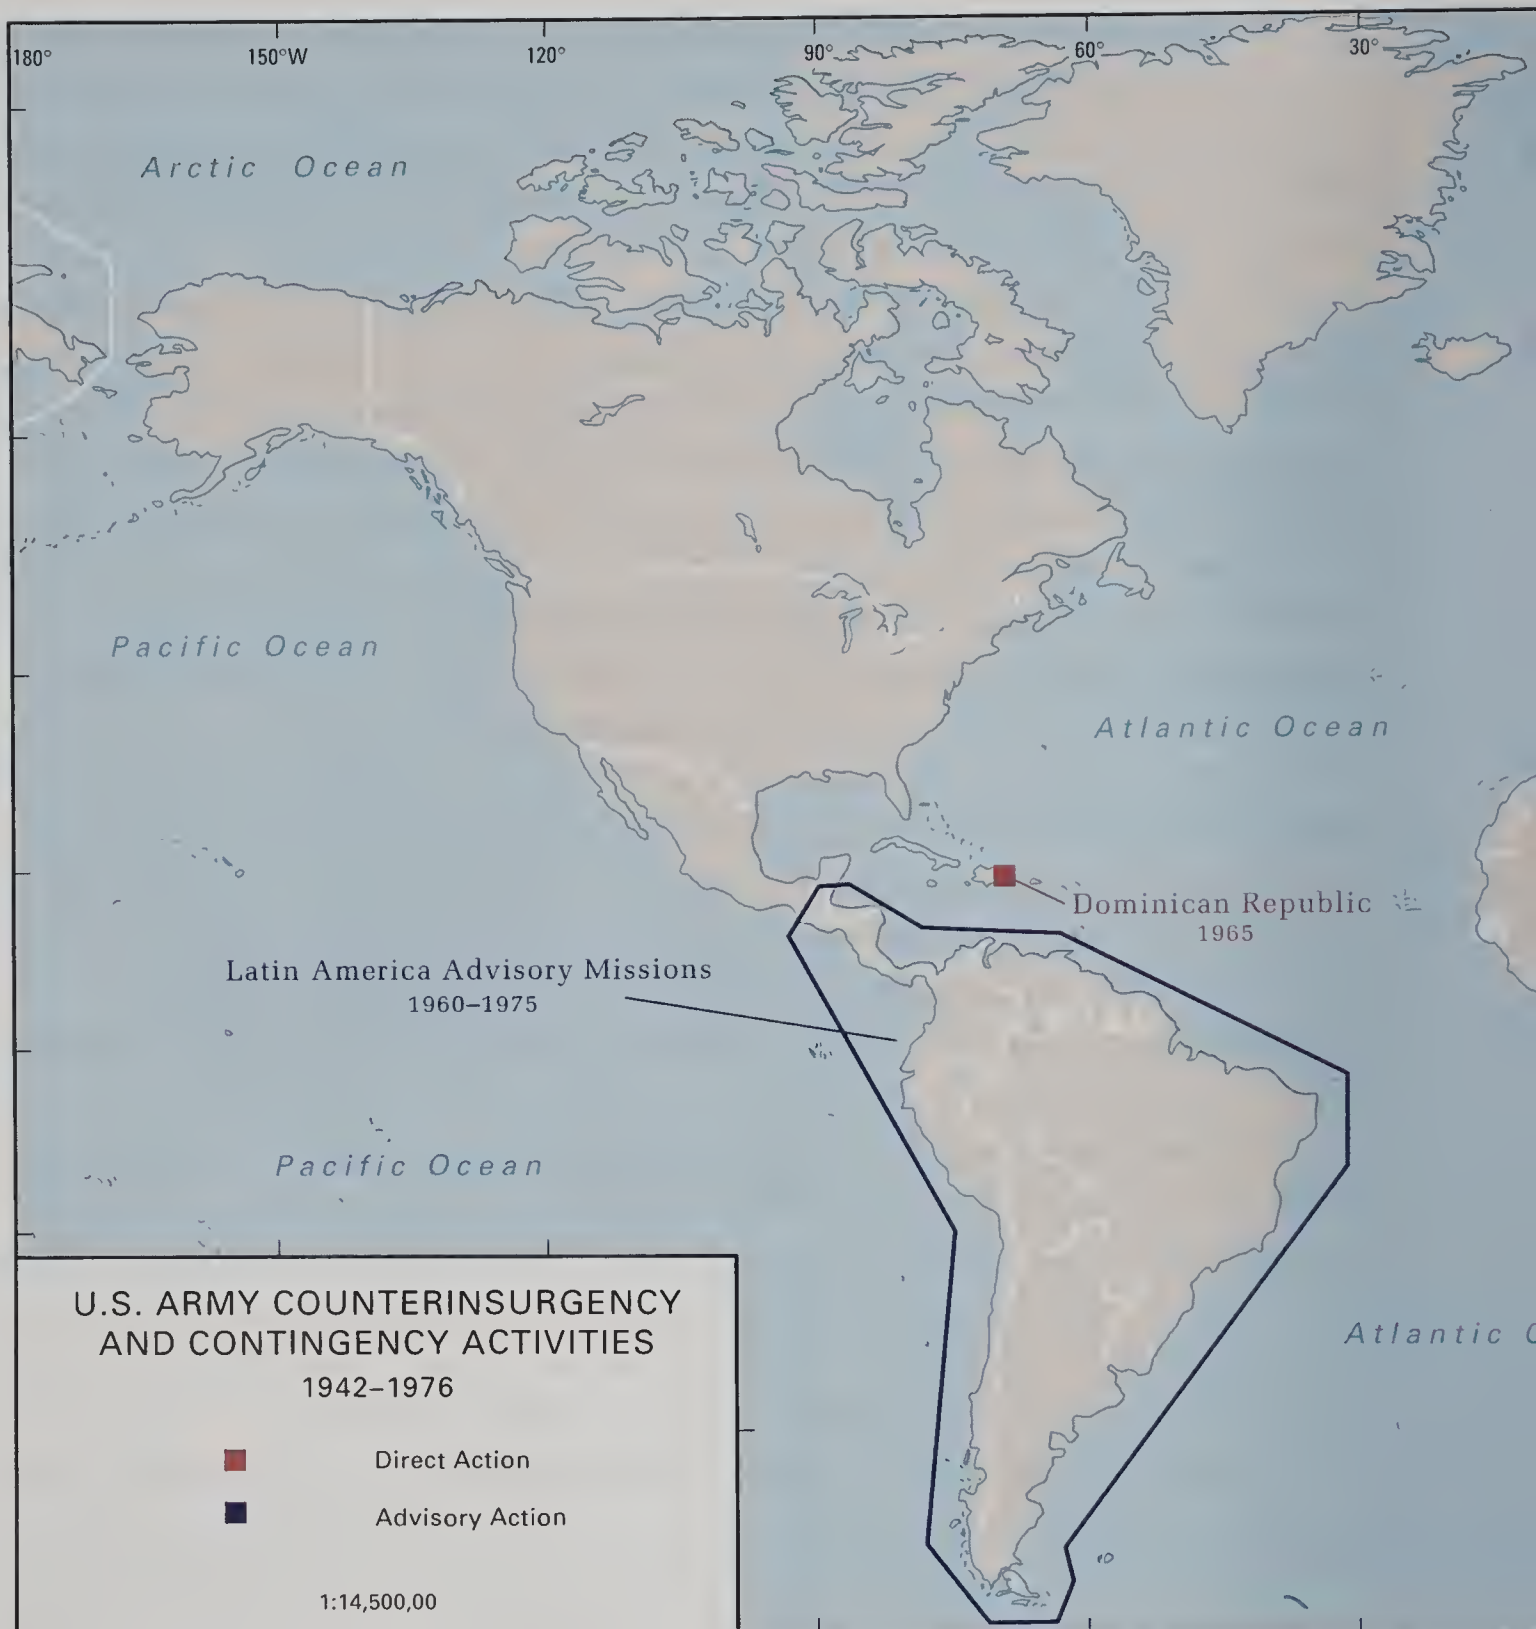 180°
150°W
120°
90°
60°
30°
Arctic Ocean
Pacific Ocean
Atlantic Ocean
Dominican Republic
1965
Latin America Advisory Missions
1960–1975
Pacific Ocean
Atlantic
U.S. ARMY COUNTERINSURGENCY
AND CONTINGENCY ACTIVITIES
1942–1976
Direct Action
Advisory Action
1:14,500,00